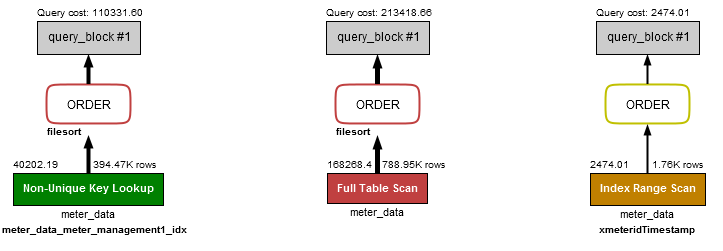 Query cost: 110331.60
query_block #1
ORDER
filesort
40202.19 394.47K rows
Non-Unique Key Lookup
meter_data
meter_data_meter_management1_idx
Query cost: 213418.66
query_block #1
ORDER
filesort
168268.4 788.95K rows
Full Table Scan
meter_data
Query cost: 2474.01
query_block #1
ORDER
2474.01 1.76K rows
Index Range Scan
meter_data
xmeteridTimestamp